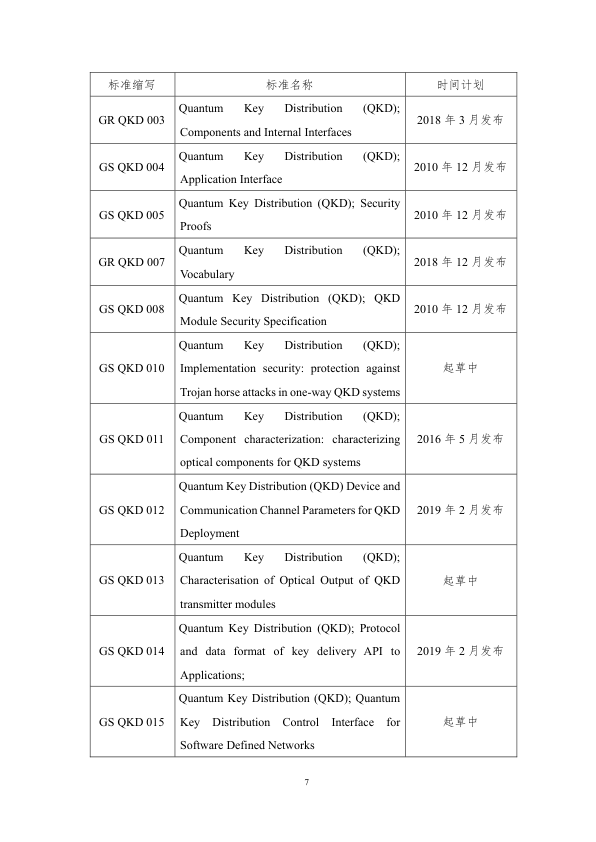 标准缩写 标准名称 时间计划
Quantum Key Distribution (QKD);
GR QKD 003 2018 年 3 月发布
Components and Internal Interfaces
Quantum Key Distribution (QKD);
GS QKD 004 2010 年 12 月发布
Application Interface
Quantum Key Distribution (QKD); Security
GS QKD 005 2010 年 12 月发布
Proofs
Quantum Key Distribution (QKD);
GR QKD 007 2018 年 12 月发布
Vocabulary
Quantum Key Distribution (QKD); QKD
GS QKD 008 2010 年 12 月发布
Module Security Specification
Quantum Key Distribution (QKD);
GS QKD 010 Implementation security: protection against 起草中
Trojan horse attacks in one-way QKD systems
Quantum Key Distribution (QKD);
GS QKD 011 Component characterization: characterizing 2016 年 5 月发布
optical components for QKD systems
Quantum Key Distribution (QKD) Device and
GS QKD 012 Communication Channel Parameters for QKD 2019 年 2 月发布
Deployment
Quantum Key Distribution (QKD);
GS QKD 013 Characterisation of Optical Output of QKD 起草中
transmitter modules
Quantum Key Distribution (QKD); Protocol
GS QKD 014 and data format of key delivery API to 2019 年 2 月发布
Applications;
Quantum Key Distribution (QKD); Quantum
GS QKD 015 Key Distribution Control Interface for 起草中
Software Defined Networks
7